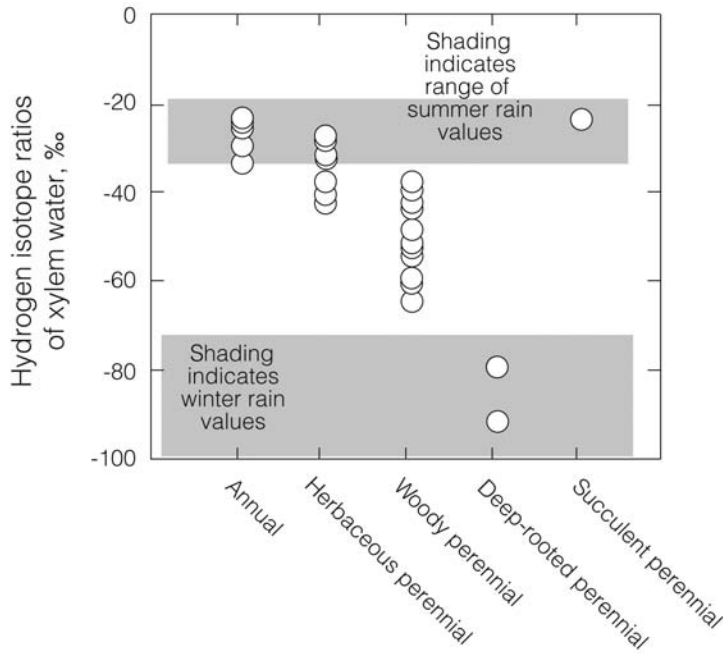 Hydrogen isotope ratios
of xylem water, ‰
0
-20
-40
-60
-80
-100
Shading
indicates
range of
summer rain
values
Shading
indicates
winter rain
values
Annual
Herbaceous perennial
Woody perennial
Deep-rooted perennial
Succulent perennial